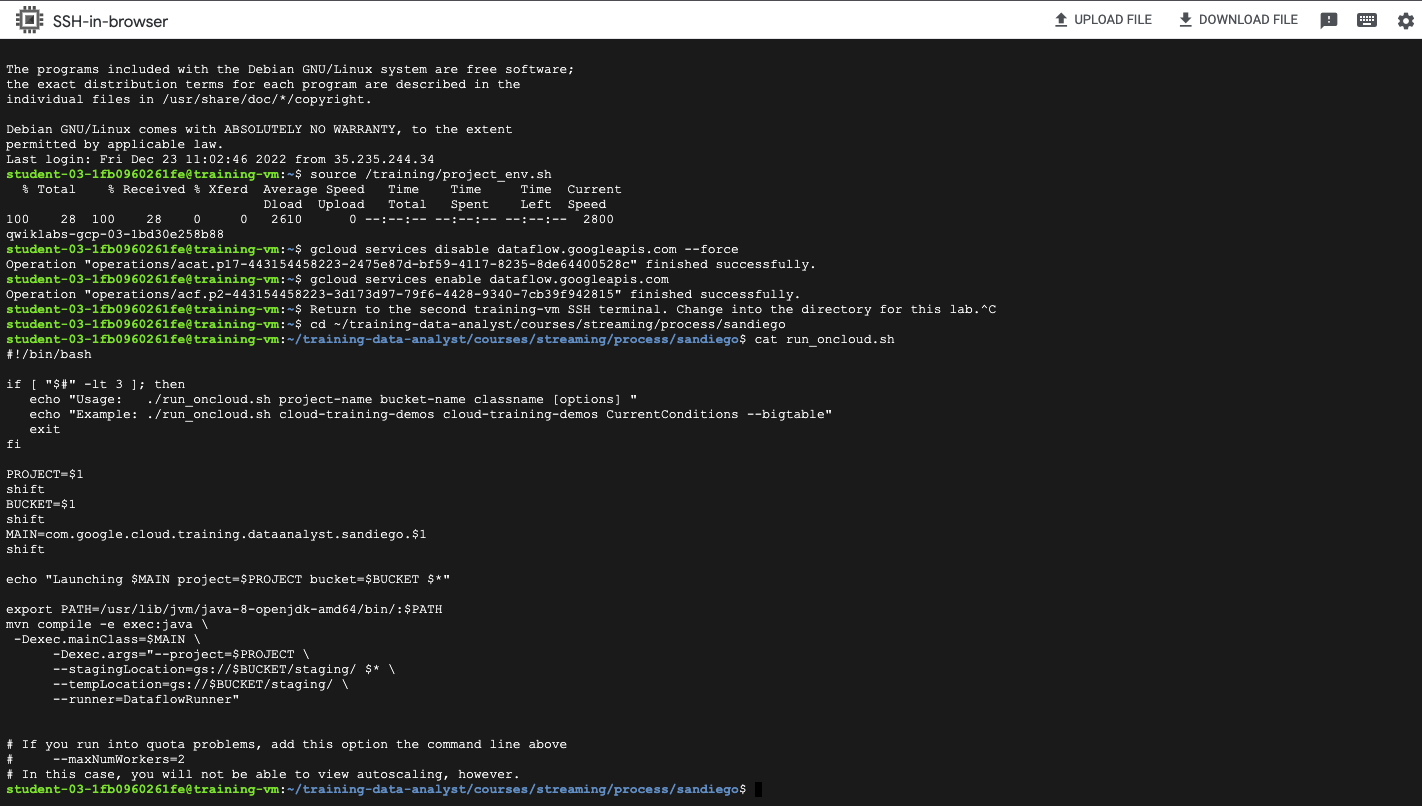 SSH-in-browser
UPLOAD FILE
DOWNLOAD FILE
The programs included with the Debian GNU/Linux system are free software;
the exact distribution terms for each program are described in the
individual files in /usr/share/doc/*/copyright.
Debian GNU/Linux comes with ABSOLUTELY NO WARRANTY, to the extent
permitted by applicable law.
Last login: Fri Dec 23 11:02:46 2022 from 35.235.244.34
student-03-1fb0960261fe@training-vm:~$ source /training/project_env.sh
  % Total    % Received % Xferd  Average Speed   Time    Time     Time  Current
                                 Dload  Upload   Total   Spent    Left  Speed
100    28  100    28    0     0   2610      0 --:--:-- --:--:-- --:--:--  2800
qwiklabs-gcp-03-1bd30e258b88
student-03-1fb0960261fe@training-vm:~$ gcloud services disable dataflow.googleapis.com --force
Operation "operations/acat.p17-443154458223-2475e87d-bf59-4117-8235-8de64400528c" finished successfully.
student-03-1fb0960261fe@training-vm:~$ gcloud services enable dataflow.googleapis.com
Operation "operations/acf.p2-443154458223-3d173d97-79f6-4428-9340-7cb39f942815" finished successfully.
student-03-1fb0960261fe@training-vm:~$ Return to the second training-vm SSH terminal. Change into the directory for this lab.^C
student-03-1fb0960261fe@training-vm:~$ cd ~/training-data-analyst/courses/streaming/process/sandiego
student-03-1fb0960261fe@training-vm:~/training-data-analyst/courses/streaming/process/sandiego$ cat run_oncloud.sh
#!/bin/bash
if [ "$#" -lt 3 ]; then
   echo "Usage:   ./run_oncloud.sh project-name bucket-name classname [options] "
   echo "Example: ./run_oncloud.sh cloud-training-demos cloud-training-demos CurrentConditions --bigtable"
   exit
fi
PROJECT=$1
shift
BUCKET=$1
shift
MAIN=com.google.cloud.training.dataanalyst.sandiego.$1
shift
echo "Launching $MAIN project=$PROJECT bucket=$BUCKET $*"
export PATH=/usr/lib/jvm/java-8-openjdk-amd64/bin/:$PATH
mvn compile -e exec:java \
 -Dexec.mainClass=$MAIN \
      -Dexec.args="--project=$PROJECT \
      --stagingLocation=gs://$BUCKET/staging/ $* \
      --tempLocation=gs://$BUCKET/staging/ \
      --runner=DataflowRunner"
# If you run into quota problems, add this option the command line above
#     --maxNumWorkers=2
# In this case, you will not be able to view autoscaling, however.
student-03-1fb0960261fe@training-vm:~/training-data-analyst/courses/streaming/process/sandiego$